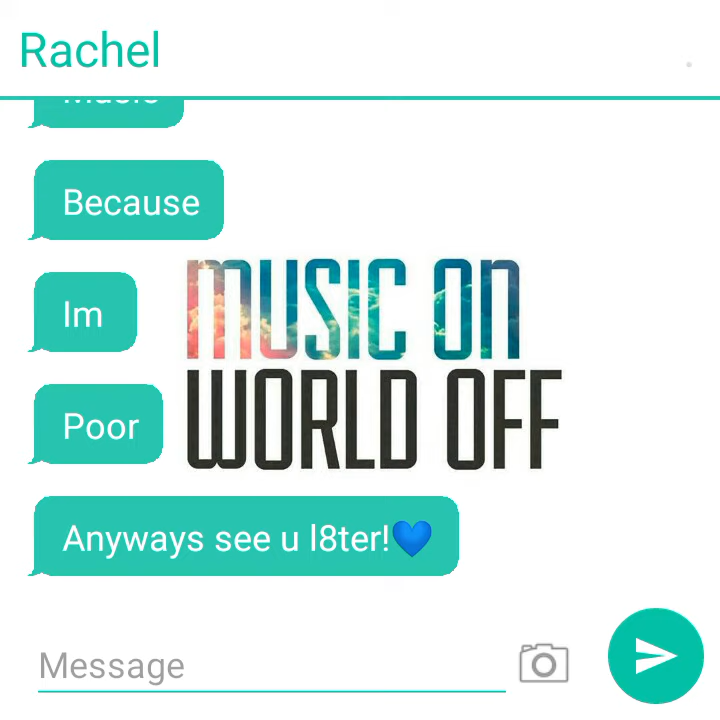 Rachel
Because
Im
Poor
MUSIC ON
WORLD OFF
Anyways see u l8ter!💙
Message